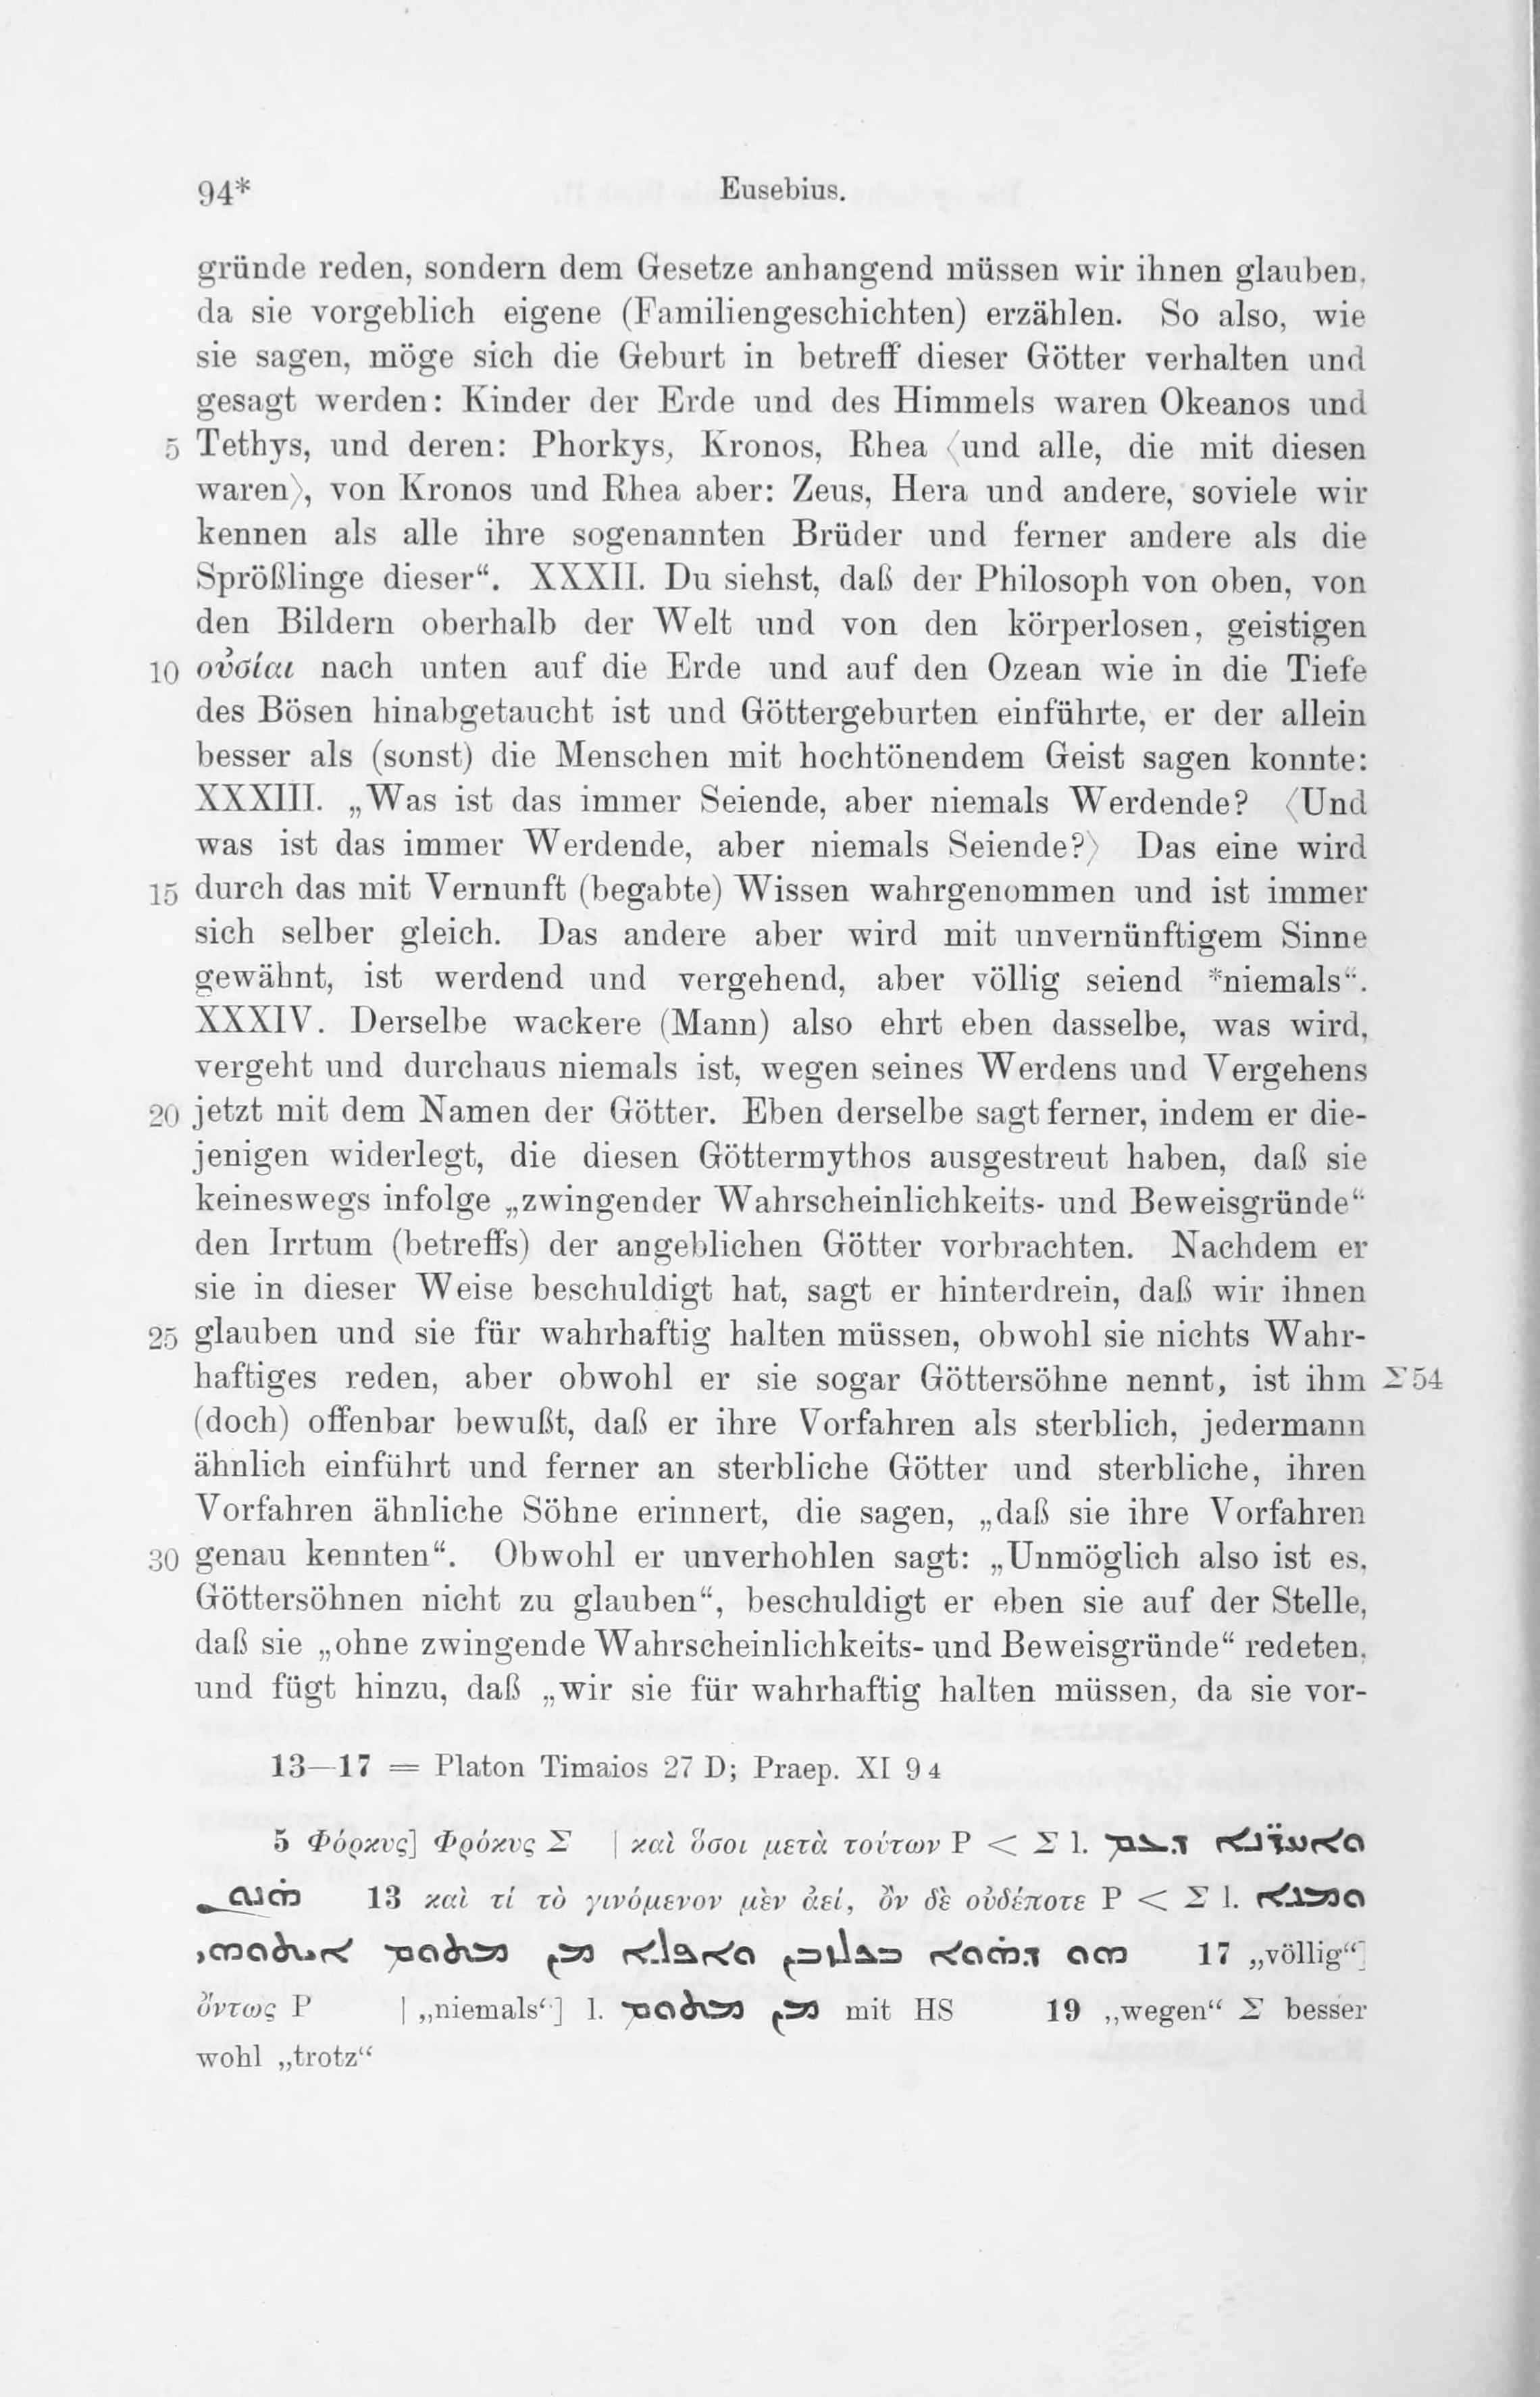 94* Eusebius.
gründe reden, sondern dem Gesetze anhangend müssen wir ihnen glauben,
da sie vorgeblich eigene (Familiengeschichten) erzählen. So also, wie
sie sagen, möge sich die Geburt in betreff dieser Götter verhalten und
gesagt werden: Kinder der Erde und des Himmels waren Okeanos und
5 Tethys, und deren: Phorkys, Kronos, Rhea ⟨und alle, die mit diesen
waren⟩, von Kronos und Rhea aber: Zeus, Hera und andere, soviele wir
kennen als alle ihre sogenannten Brüder und ferner andere als die
Sprößlinge dieser“. XXXII. Du siehst, daß der Philosoph von oben, von
den Bildern oberhalb der Welt und von den körperlosen, geistigen
10 οὐσίαι nach unten auf die Erde und auf den Ozean wie in die Tiefe
des Bösen hinabgetaucht ist und Göttergeburten einführte, er der allein
besser als (sonst) die Menschen mit hochtönendem Geist sagen konnte:
XXXIII. „Was ist das immer Seiende, aber niemals Werdende? ⟨Und
was ist das immer Werdende, aber niemals Seiende?⟩ Das eine wird
15 durch das mit Vernunft (begabte) Wissen wahrgenommen und ist immer
sich selber gleich. Das andere aber wird mit unvernünftigem Sinne
gewähnt, ist werdend und vergehend, aber völlig seiend *niemals“.
XXXIV. Derselbe wackere (Mann) also ehrt eben dasselbe, was wird,
vergeht und durchaus niemals ist, wegen seines Werdens und Vergehens
20 jetzt mit dem Namen der Götter. Eben derselbe sagt ferner, indem er die-
jenigen widerlegt, die diesen Göttermythos ausgestreut haben, daß sie
keineswegs infolge „zwingender Wahrscheinlichkeits- und Beweisgründe“
den Irrtum (betreffs) der angeblichen Götter vorbrachten. Nachdem er
sie in dieser Weise beschuldigt hat, sagt er hinterdrein, daß wir ihnen
25 glauben und sie für wahrhaftig halten müssen, obwohl sie nichts Wahr-
haftiges reden, aber obwohl er sie sogar Göttersöhne nennt, ist ihm Σ 54
(doch) offenbar bewußt, daß er ihre Vorfahren als sterblich, jedermann
ähnlich einführt und ferner an sterbliche Götter und sterbliche, ihren
Vorfahren ähnliche Söhne erinnert, die sagen, „daß sie ihre Vorfahren
30 genau kennten“. Obwohl er unverhohlen sagt: „Unmöglich also ist es,
Göttersöhnen nicht zu glauben“, beschuldigt er eben sie auf der Stelle,
daß sie „ohne zwingende Wahrscheinlichkeits- und Beweisgründe“ redeten,
und fügt hinzu, daß „wir sie für wahrhaftig halten müssen, da sie vor-
13—17 = Platon Timaios 27 D; Praep. XI 9 4
5 Φόρκυς] Φρόκυς Σ | καὶ ὅσοι μετὰ τούτων P < Σ l. ܘܐܚܪ̈ܢܐ ܕܥܡ
ܗܢܘܢ 13 καὶ τί τὸ γινόμενον μὲν ἀεί, ὂν δὲ οὐδέποτε P < Σ l. ܘܡܢܐ
ܗܘ ܕܗܘܐ ܒܟܠܙܒܢ ܘܐܦܠܐ ܡܢ ܡܬܘܡ ܐܝܬܘܗܝ 17 „völlig“]
ὄντως P | „niemals“] l. ܡܢ ܡܬܘܡ mit HS 19 „wegen“ Σ besser
wohl „trotz“